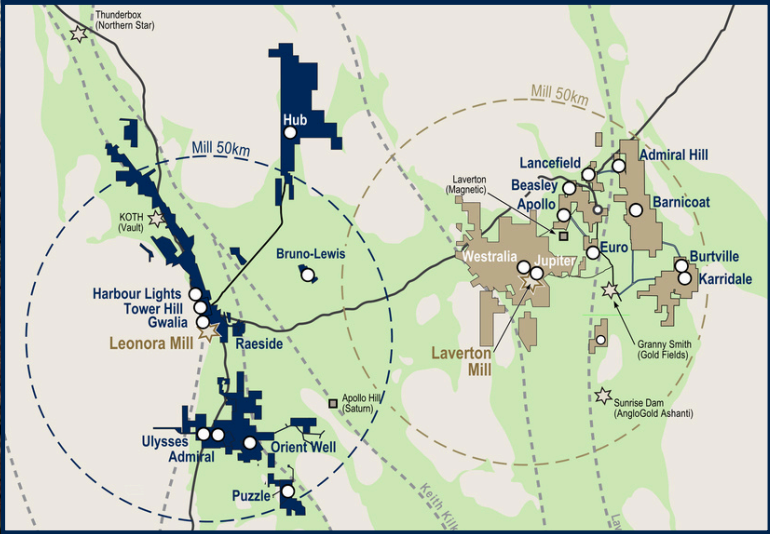 Thunderbox
(Northern Star)
Hub
Mill 50km
Mill 50km
Lancefield
Admiral Hill
Laverton
(Magnetic)
Beasley
Apollo
Barnicoat
KOTH
(Vault)
Bruno-Lewis
Westralia
Jupiter
Euro
Burtville
Karridale
Harbour Lights
Tower Hill
Gwalia
Leonora Mill
Raeside
Laverton
Mill
Granny Smith
(Gold Fields)
Apollo Hill
(Saturn)
Sunrise Dam
(AngloGold Ashanti)
Ulysses
Admiral
Orient Well
Puzzle
Keith Kilk
Lav